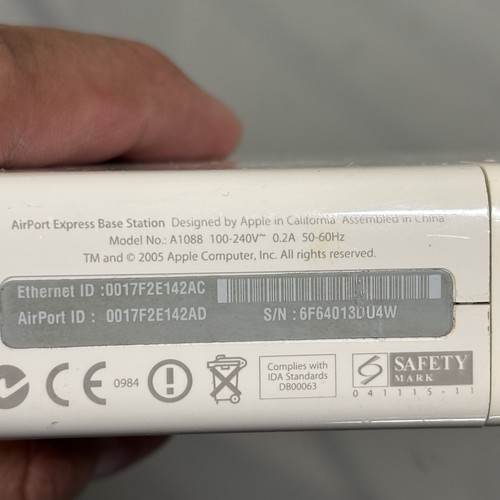 AirPort Express Base Station Designed by Apple in California Assembled in China
Model No.: A1088 100-240V~ 0.2A 50-60Hz
TM and © 2005 Apple Computer, Inc. All rights reserved.
Ethernet ID :0017F2E142AC
AirPort ID : 0017F2E142AD S/N : 6F64013DU4W
0984
Complies with
IDA Standards
DB00063
SAFETY
MARK
041115-11